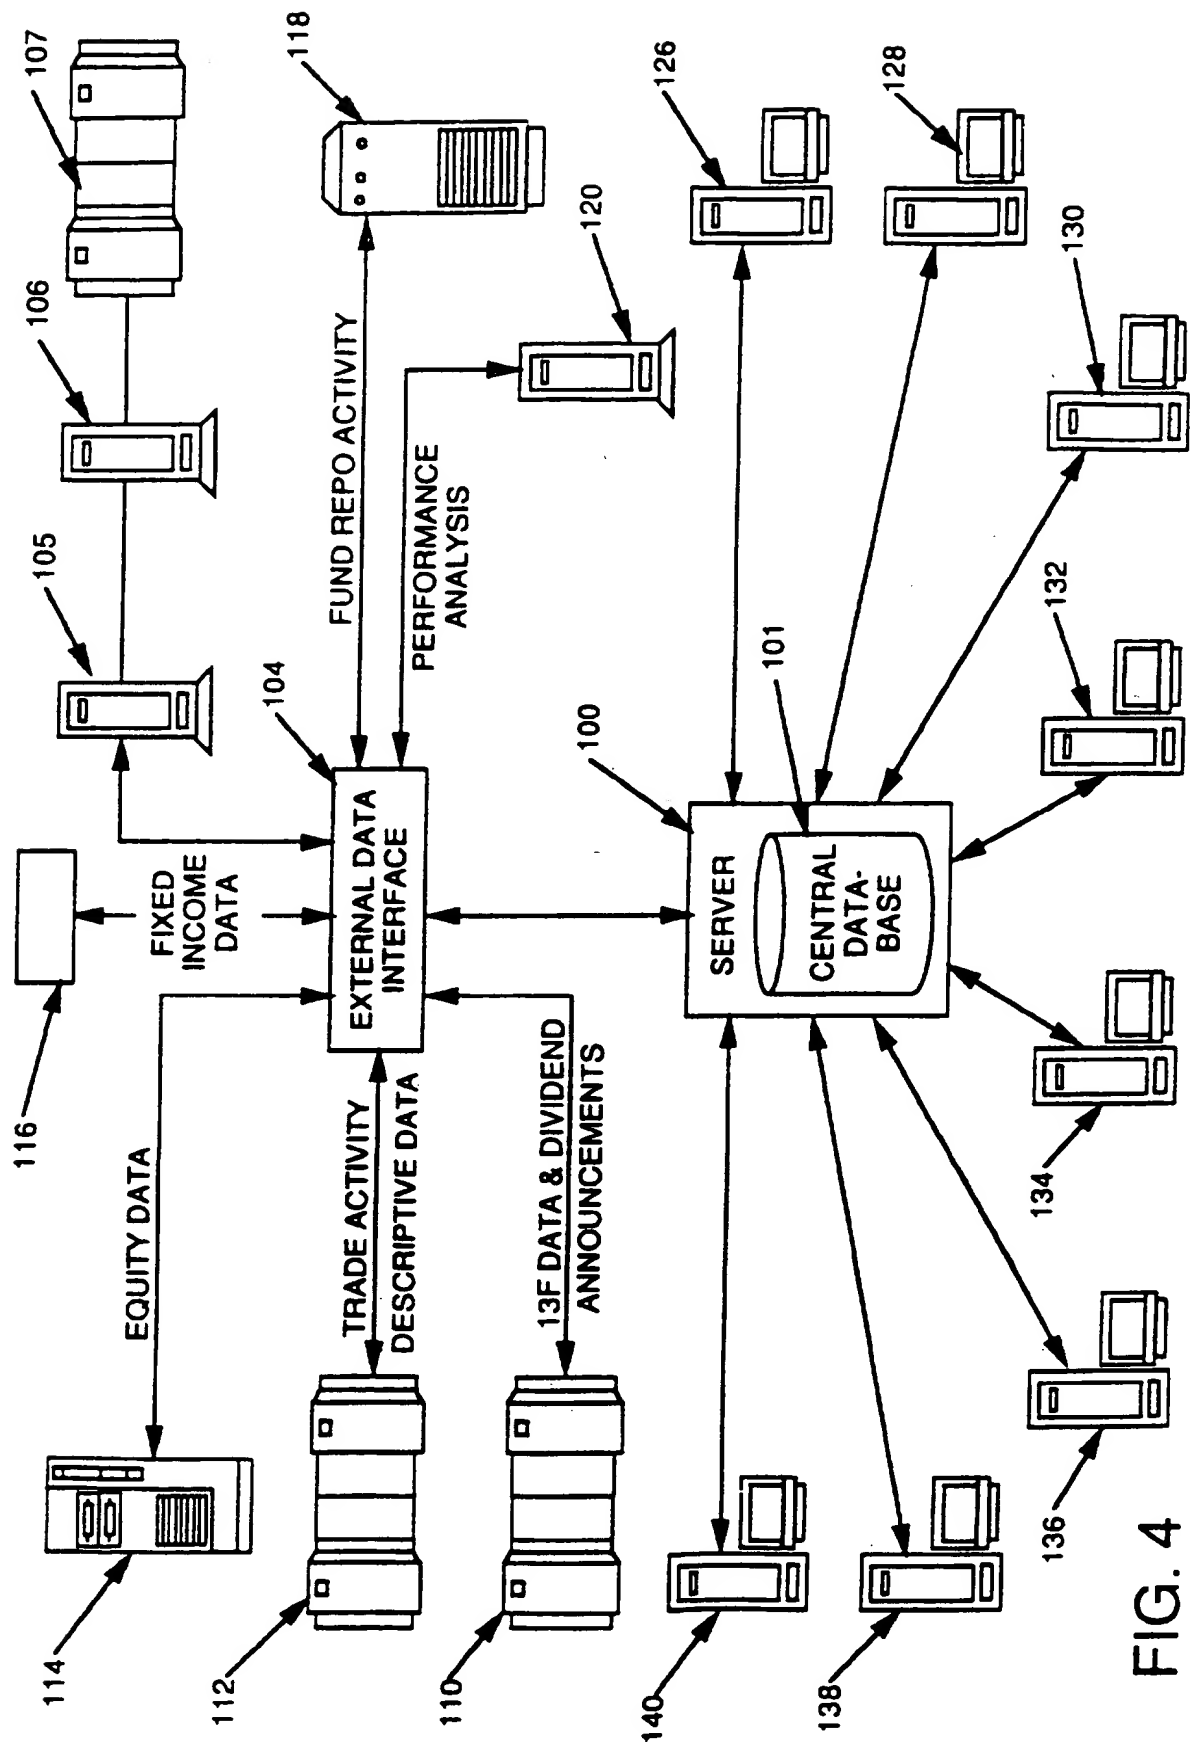 114
EQUITY DATA
116
FIXED
INCOME
DATA
105
106
107
112
TRADE ACTIVITY
DESCRIPTIVE DATA
EXTERNAL DATA
INTERFACE
104
FUND REPO ACTIVITY
118
PERFORMANCE
ANALYSIS
120
110
13F DATA & DIVIDEND
ANNOUNCEMENTS
100
SERVER
101
CENTRAL
DATA-
BASE
126
128
130
132
134
136
138
140
FIG. 4